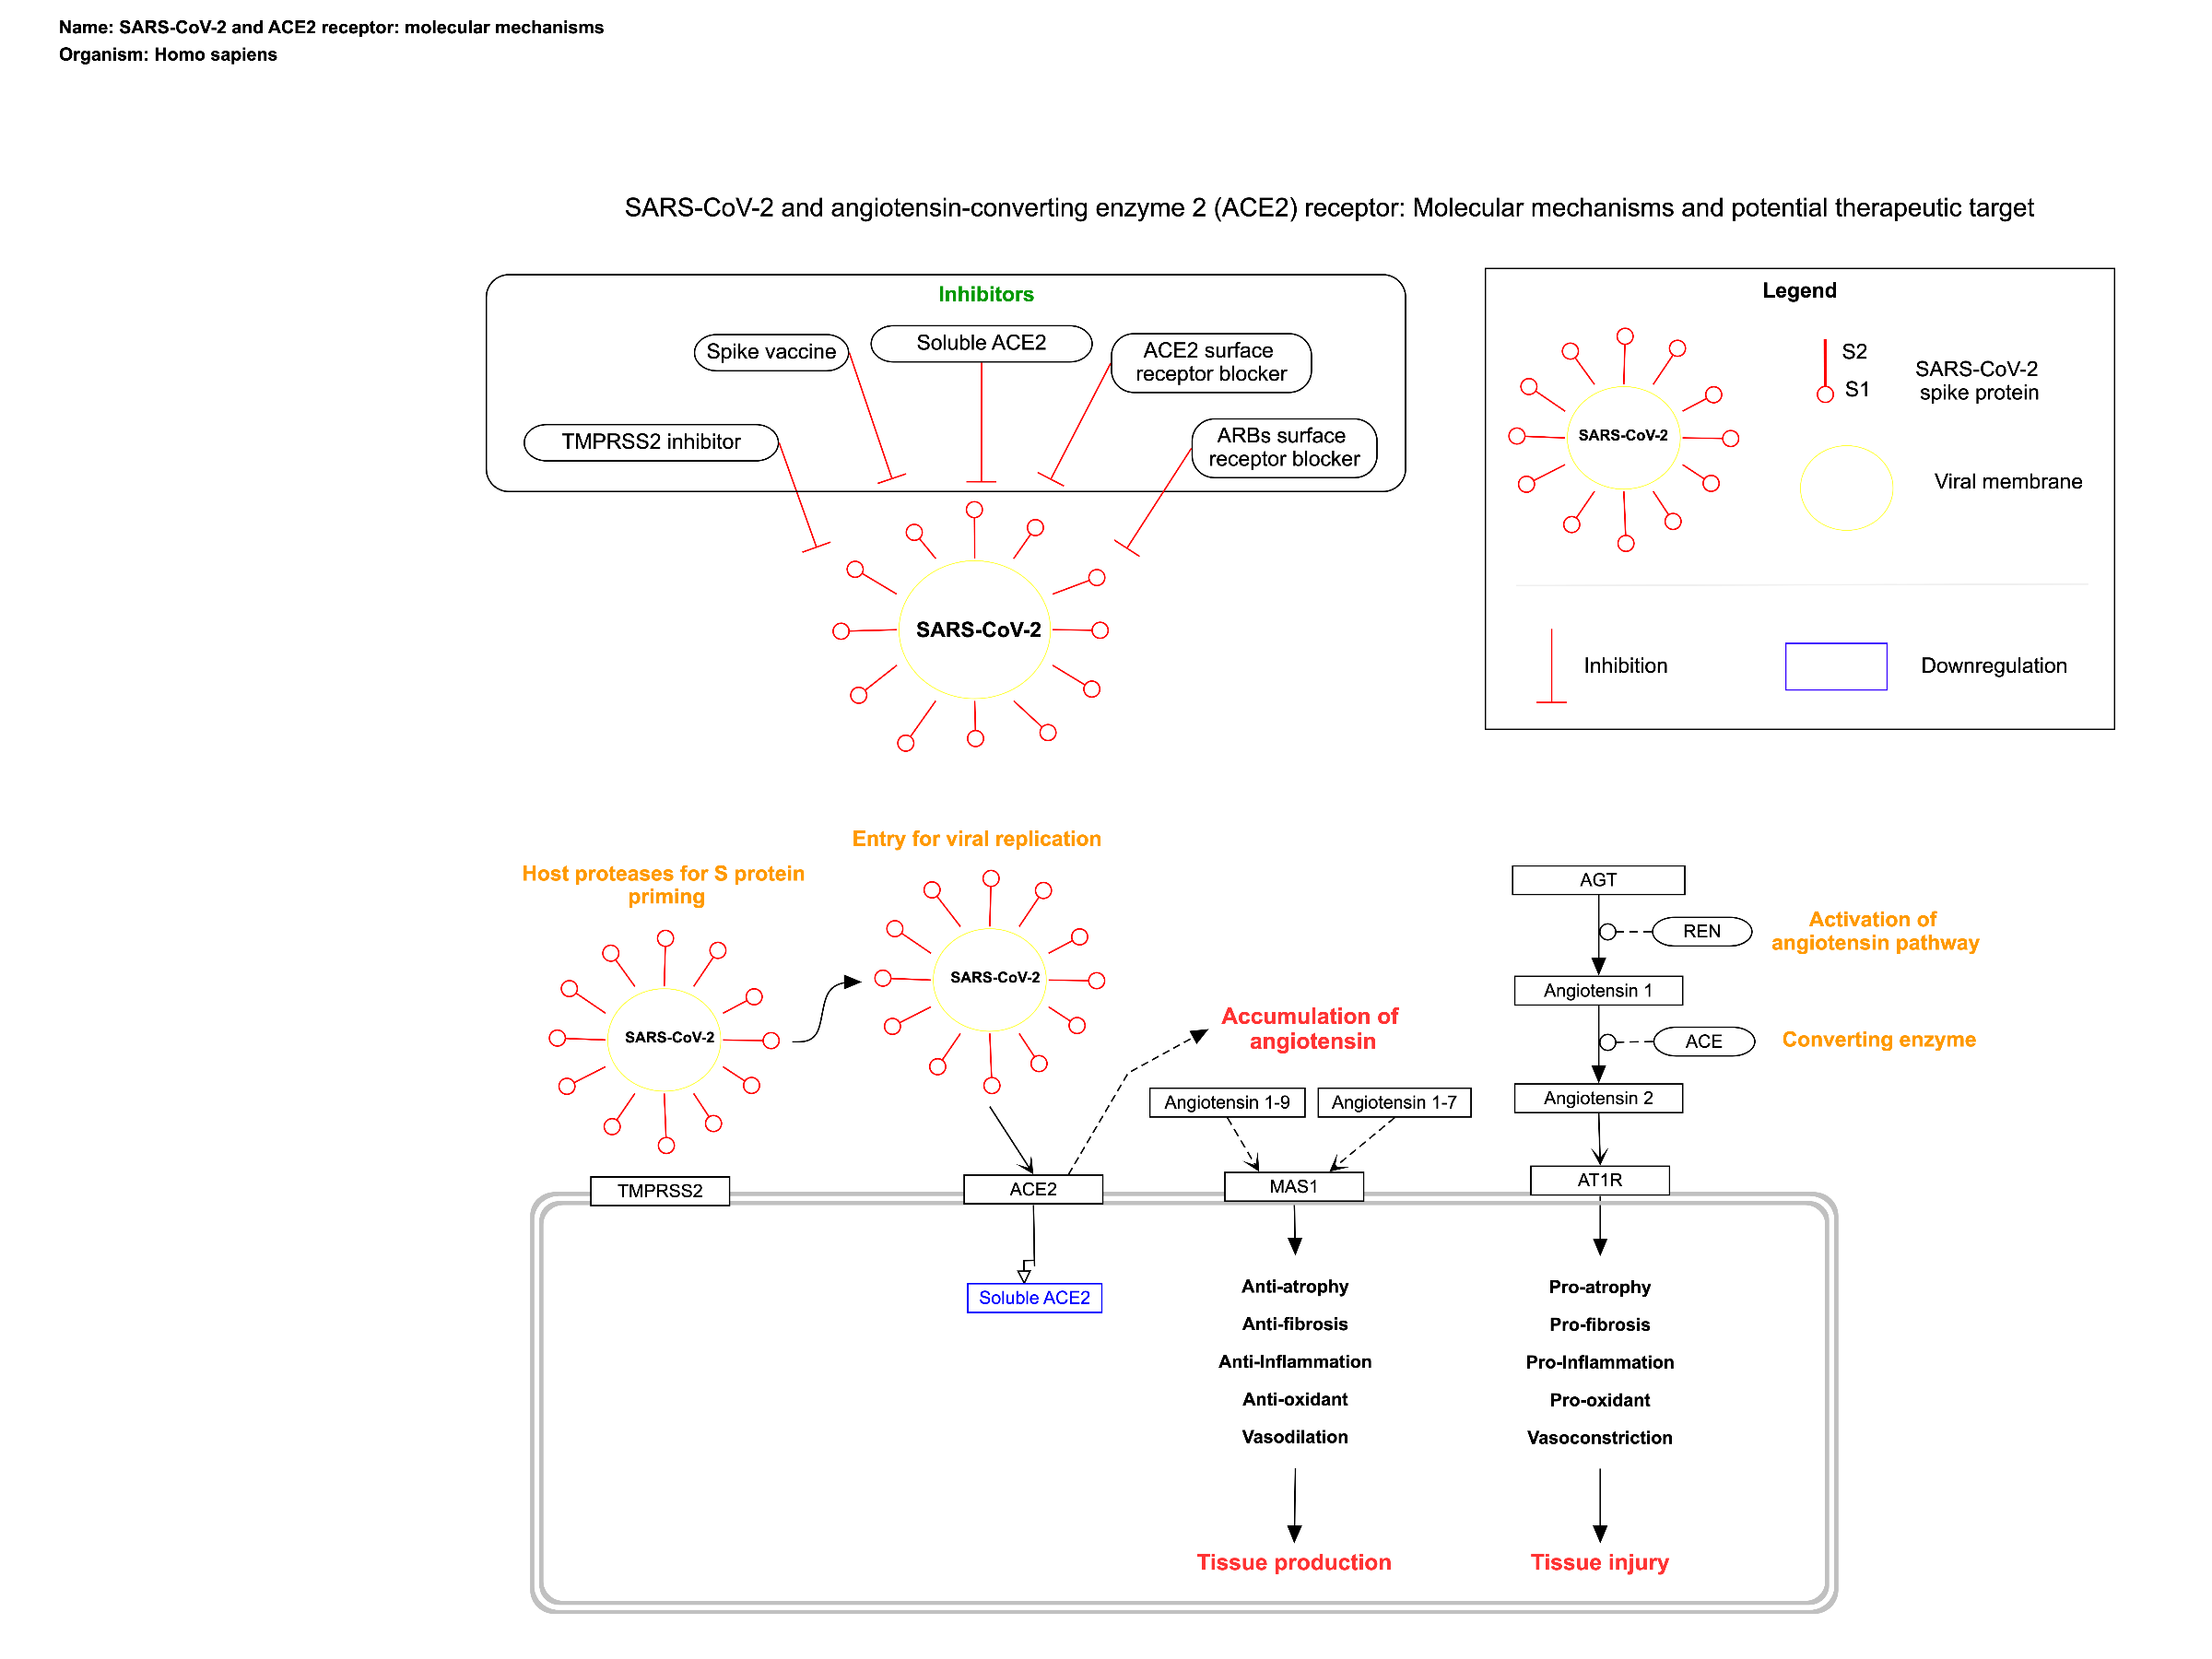 Name: SARS-CoV-2 and ACE2 receptor: molecular mechanisms
Organism: Homo sapiens
SARS-CoV-2 and angiotensin-converting enzyme 2 (ACE2) receptor: Molecular mechanisms and potential therapeutic target
Inhibitors
Spike vaccine
Soluble ACE2
ACE2 surface
receptor blocker
TMPRSS2 inhibitor
ARBs surface
receptor blocker
SARS-CoV-2
Legend
SARS-CoV-2
S2
S1
SARS-CoV-2
spike protein
Viral membrane
Inhibition
Downregulation
Host proteases for S protein
priming
SARS-CoV-2
Entry for viral replication
SARS-CoV-2
Accumulation of
angiotensin
AGT
REN
Activation of
angiotensin pathway
Angiotensin 1
ACE
Converting enzyme
Angiotensin 2
Angiotensin 1-9
Angiotensin 1-7
TMPRSS2
ACE2
MAS1
AT1R
Soluble ACE2
Anti-atrophy
Anti-fibrosis
Anti-Inflammation
Anti-oxidant
Vasodilation
Tissue production
Pro-atrophy
Pro-fibrosis
Pro-Inflammation
Pro-oxidant
Vasoconstriction
Tissue injury